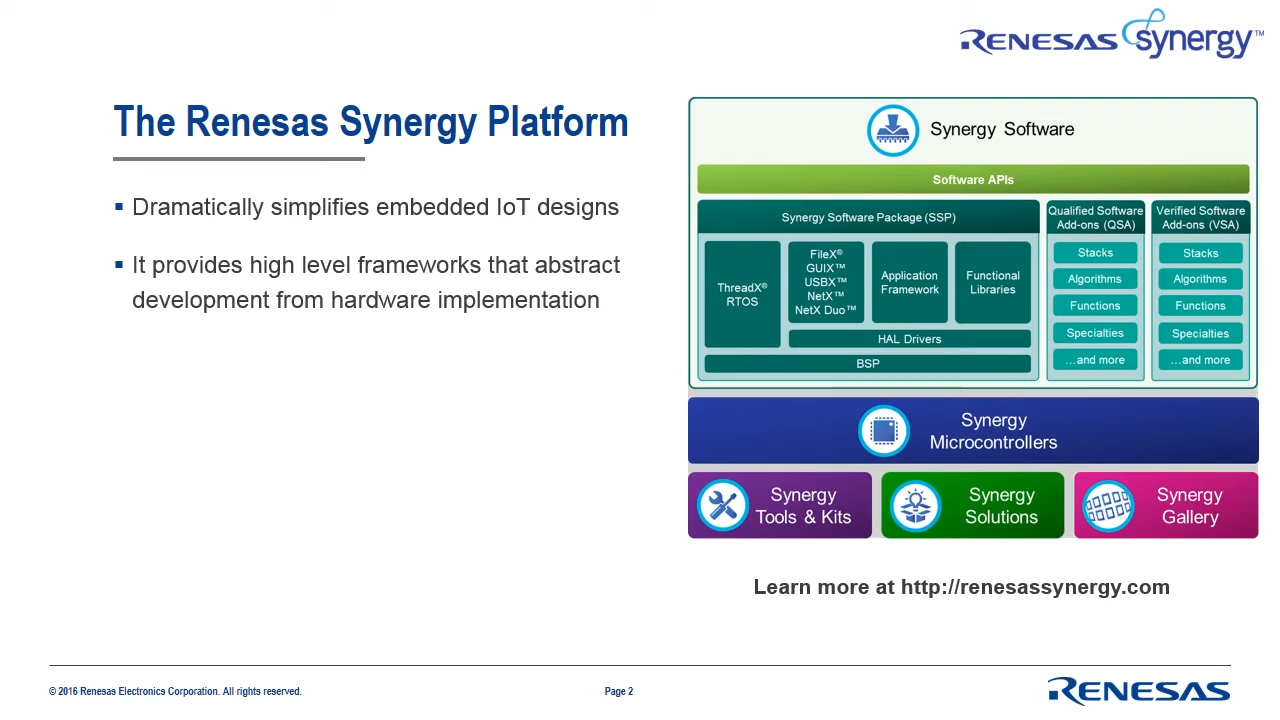 RENESAS synergy™
The Renesas Synergy Platform
▪ Dramatically simplifies embedded IoT designs
▪ It provides high level frameworks that abstract
development from hardware implementation
Synergy Software
Software APIs
Synergy Software Package (SSP)
ThreadX®
RTOS
FileX®
GUIX™
USBX™
NetX™
NetX Duo™
Application
Framework
Functional
Libraries
HAL Drivers
BSP
Qualified Software
Add-ons (QSA)
Stacks
Algorithms
Functions
Specialties
...and more
Verified Software
Add-ons (VSA)
Stacks
Algorithms
Functions
Specialties
...and more
Synergy
Microcontrollers
Synergy
Tools & Kits
Synergy
Solutions
Synergy
Gallery
Learn more at http://renesassynergy.com
© 2016 Renesas Electronics Corporation. All rights reserved.
Page 2
RENESAS